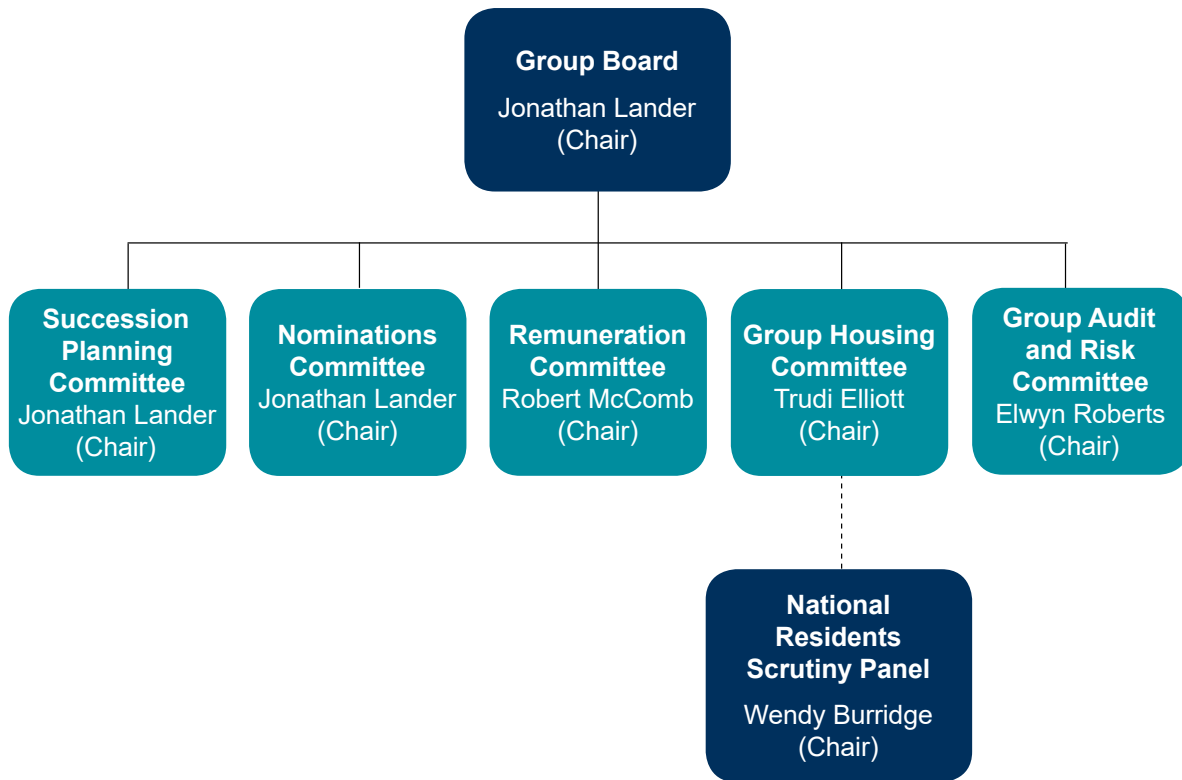 Group Board
Jonathan Lander
(Chair)
Succession
Planning
Committee
Jonathan Lander
(Chair)
Nominations
Committee
Jonathan Lander
(Chair)
Remuneration
Committee
Robert McComb
(Chair)
Group Housing
Committee
Trudi Elliott
(Chair)
Group Audit
and Risk
Committee
Elwyn Roberts
(Chair)
National
Residents
Scrutiny Panel
Wendy Burridge
(Chair)